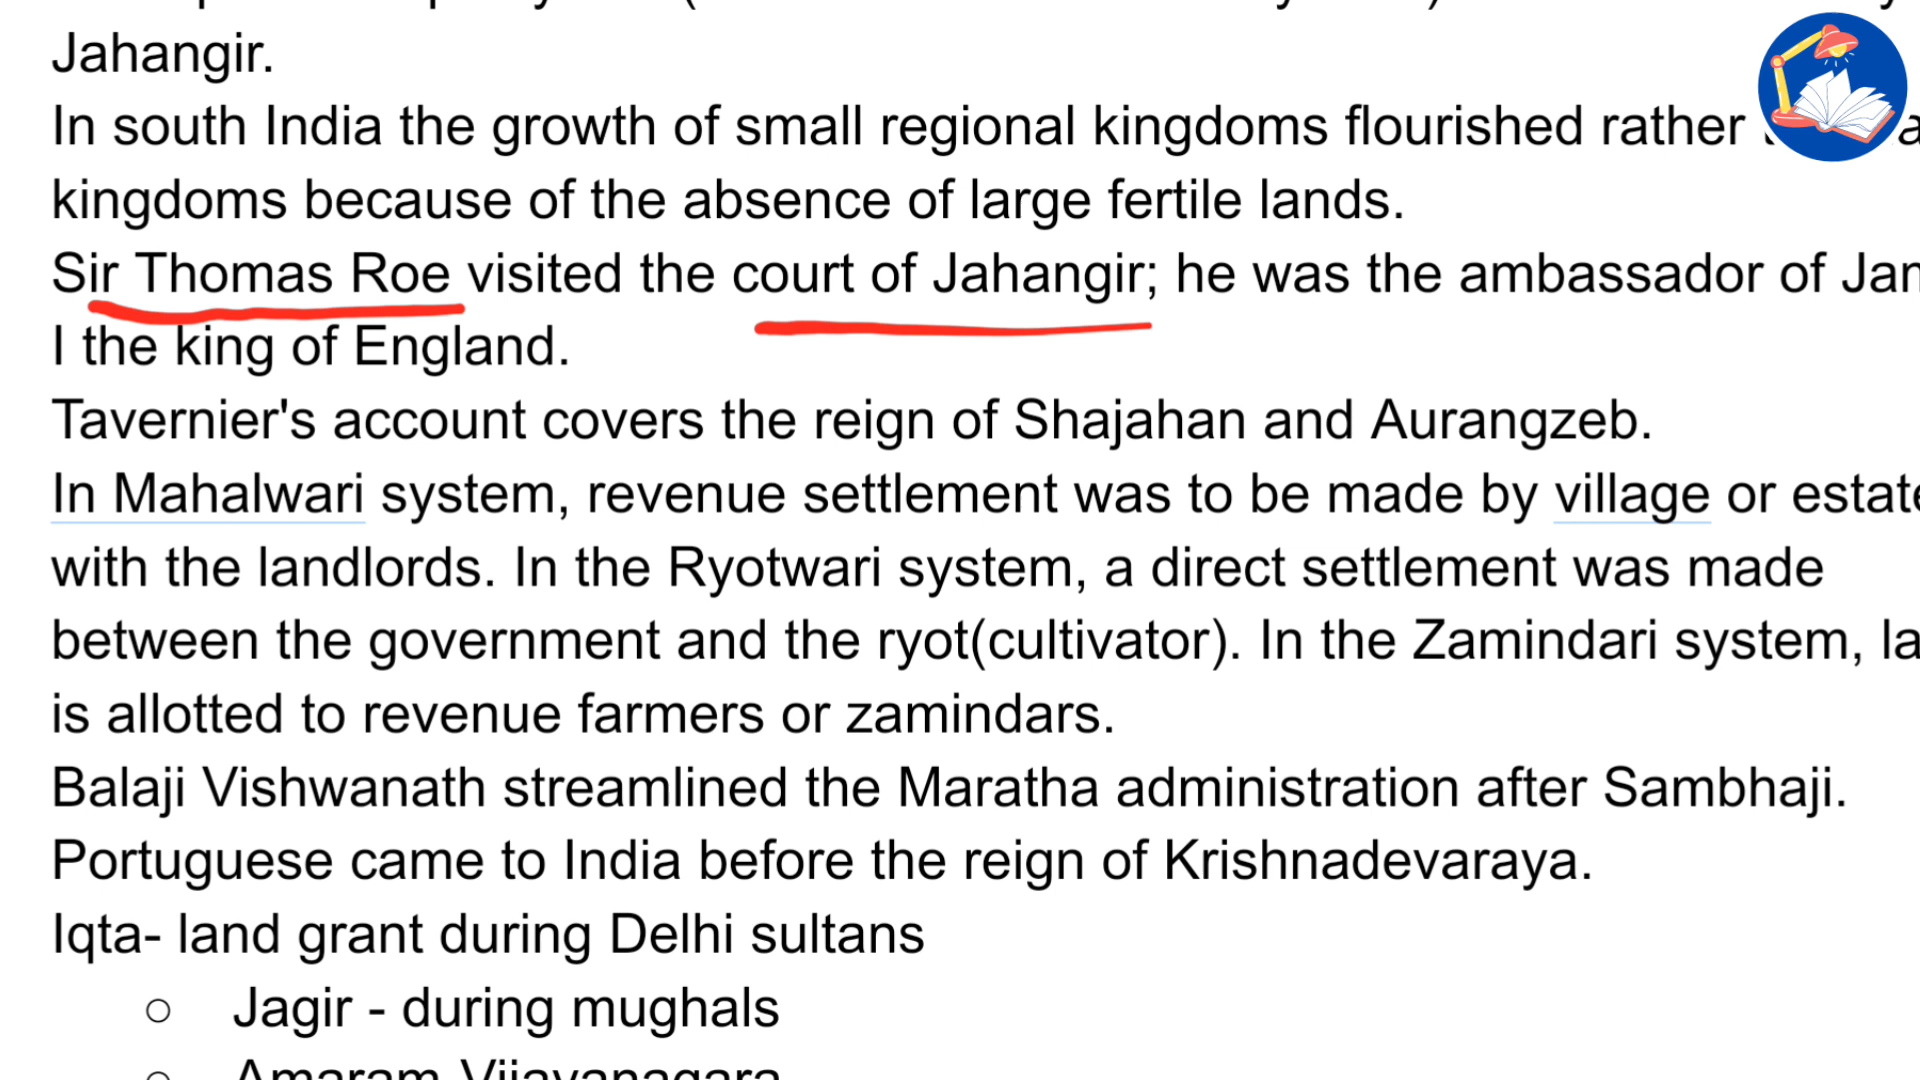 Jahangir.
In south India the growth of small regional kingdoms flourished rather
kingdoms because of the absence of large fertile lands.
Sir Thomas Roe visited the court of Jahangir; he was the ambassador of
I the king of England.
Tavernier's account covers the reign of Shajahan and Aurangzeb.
In Mahalwari system, revenue settlement was to be made by village or estate
with the landlords. In the Ryotwari system, a direct settlement was made
between the government and the ryot(cultivator). In the Zamindari system,
is allotted to revenue farmers or zamindars.
Balaji Vishwanath streamlined the Maratha administration after Sambhaji.
Portuguese came to India before the reign of Krishnadevaraya.
Iqta- land grant during Delhi sultans
○ Jagir - during mughals
○ Amaram-Vijayanagara